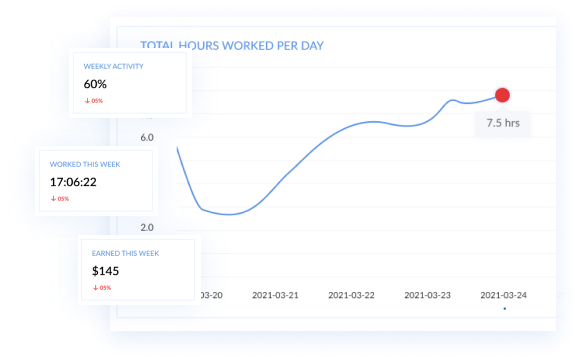 TOTAL HOURS WORKED PER DAY
WEEKLY ACTIVITY
60%
↓ 05%
6.0
7.5 hrs
WORKED THIS WEEK
17:06:22
↓ 05%
2.0
EARNED THIS WEEK
$145
↓ 05%
03-20 2021-03-21 2021-03-22 2021-03-23 2021-03-24